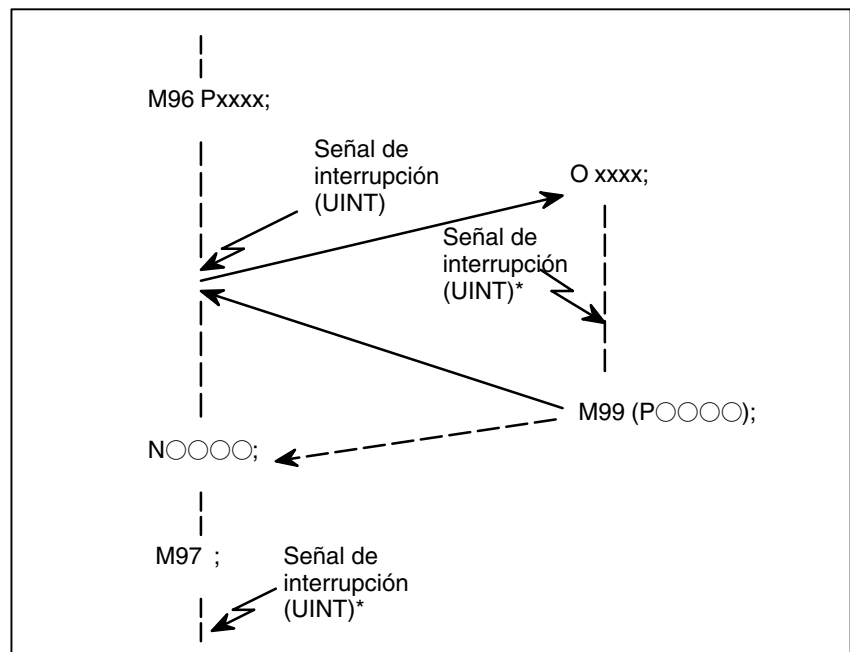 M96 Pxxxx;
Señal de
interrupción
(UINT)
O xxxx;
Señal de
interrupción
(UINT)*
M99 (P○○○○);
N○○○○;
M97 ;
Señal de
interrupción
(UINT)*